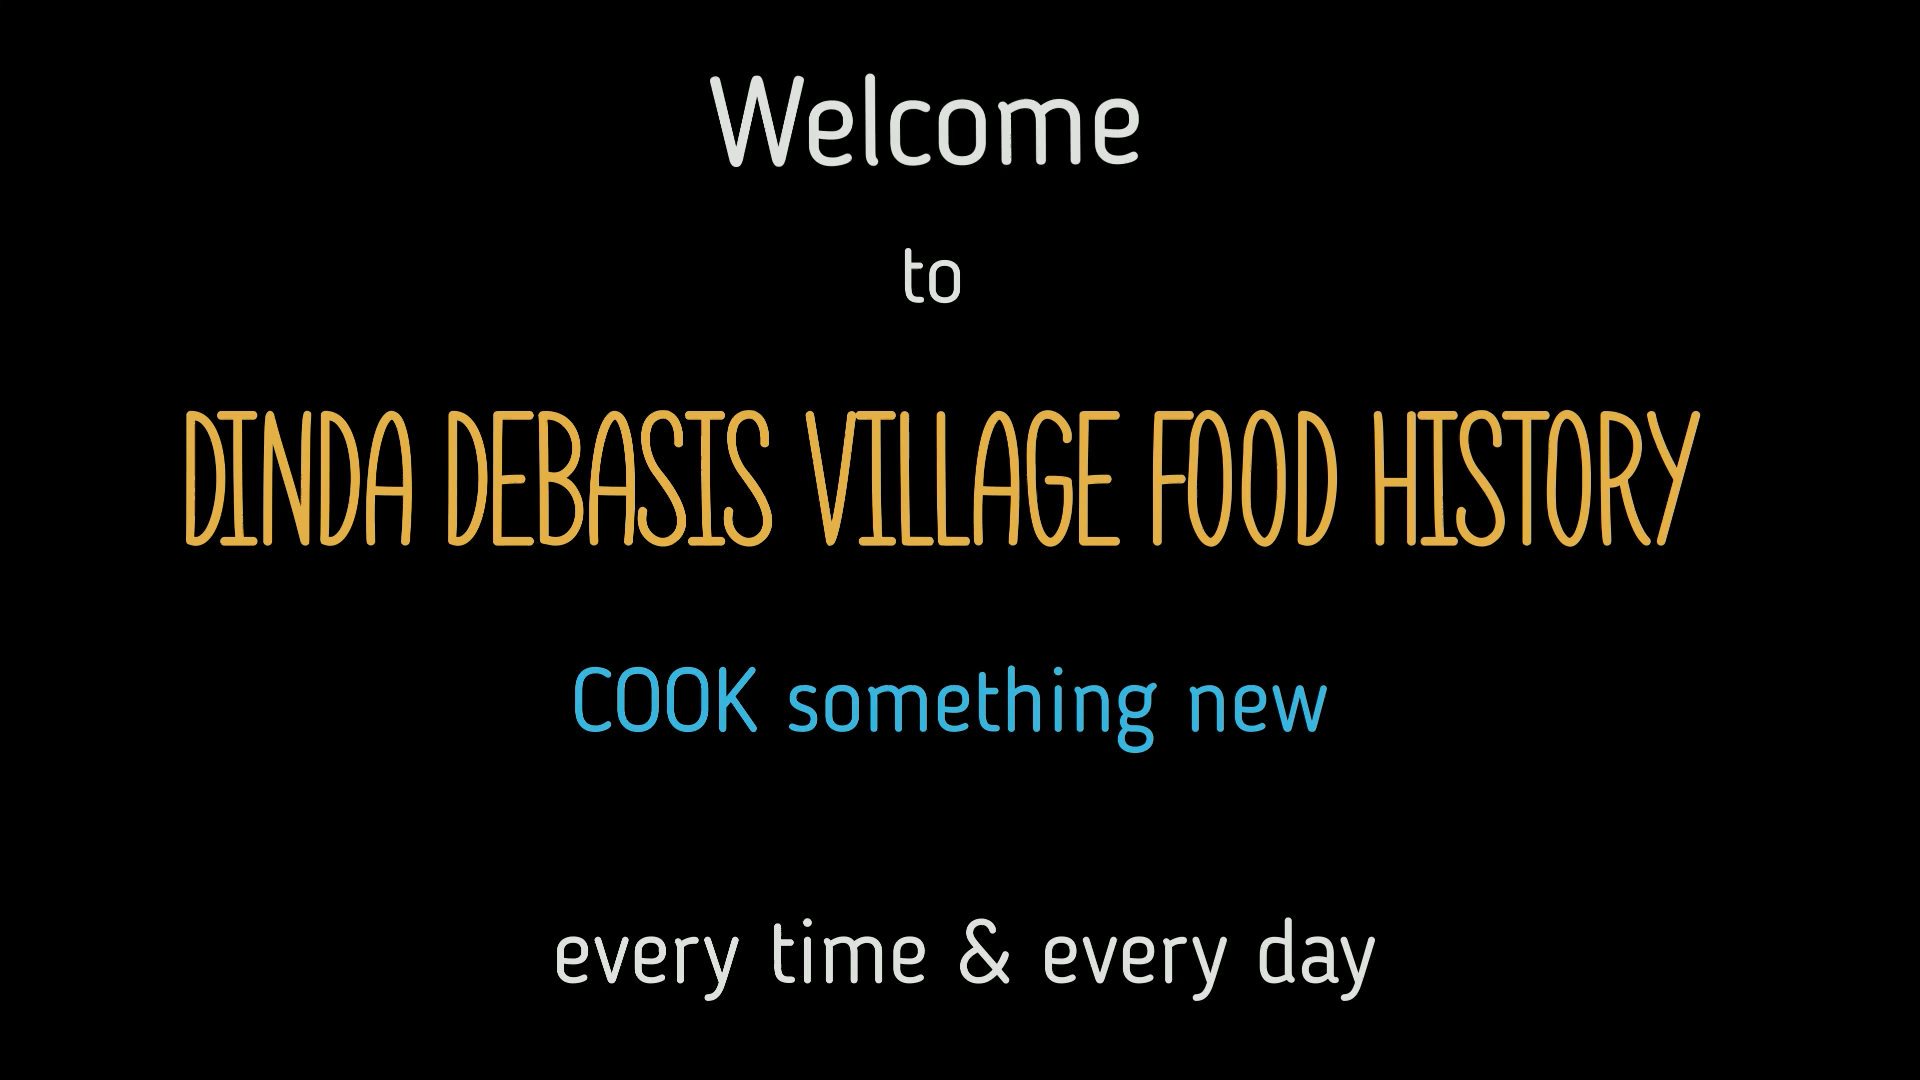 Welcome
to
DINDA DEBASIS VILLAGE FOOD HISTORY
COOK something new
every time & every day